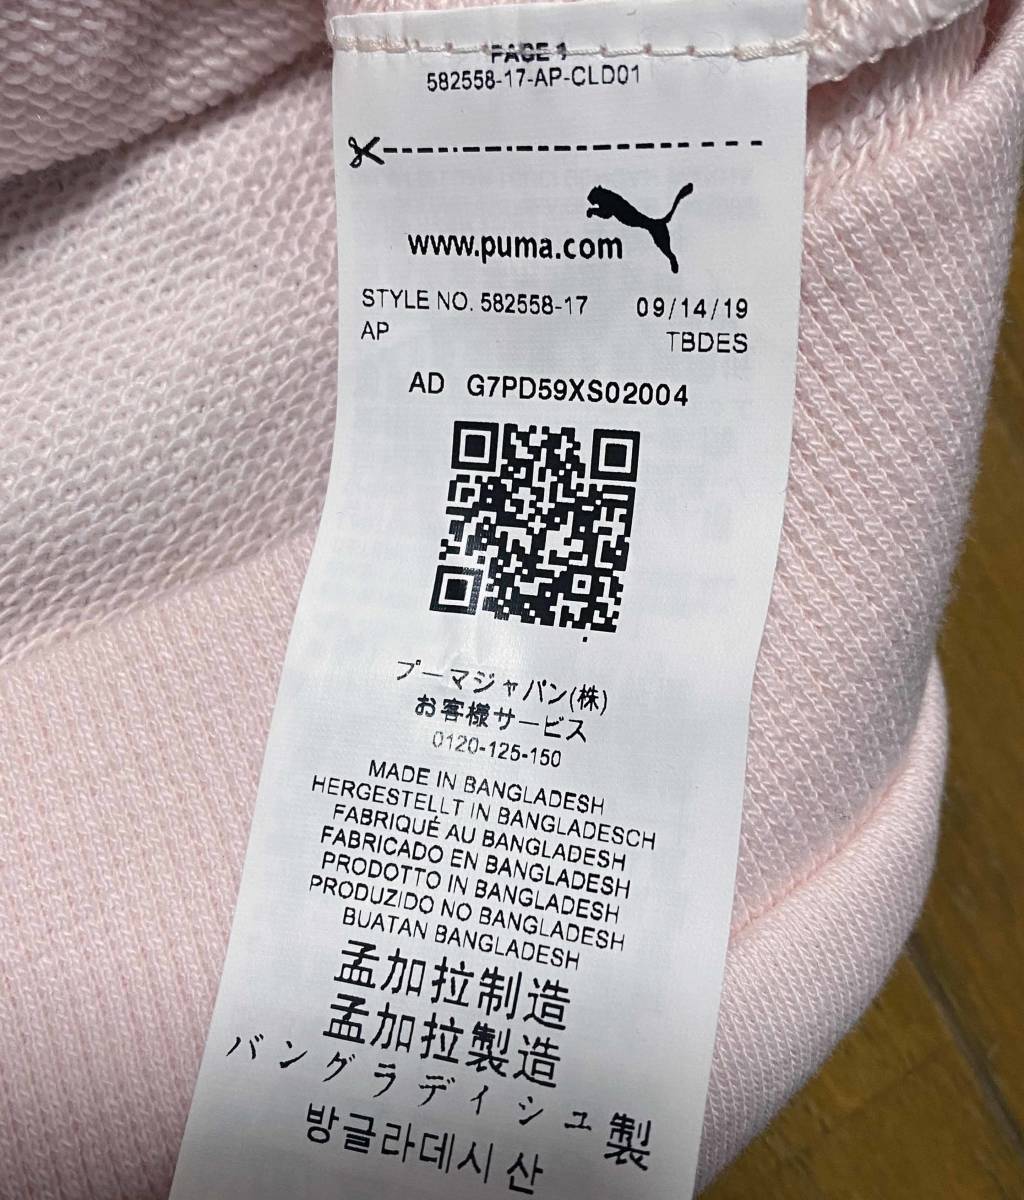 PAGE 1
582558-17-AP-CLD01
www.puma.com
STYLE NO. 582558-17 09/14/19
AP TBDES
AD G7PD59XS02004
プーマジャパン(株)
お客様サービス
0120-125-150
MADE IN BANGLADESH
HERGESTELLT IN BANGLADESCH
FABRIQUÉ AU BANGLADESH
FABRICADO EN BANGLADESH
PRODOTTO IN BANGLADESH
PRODUZIDO NO BANGLADESH
BUATAN BANGLADESH
孟加拉制造
孟加拉製造
バングラディシュ製
방글라데시 산